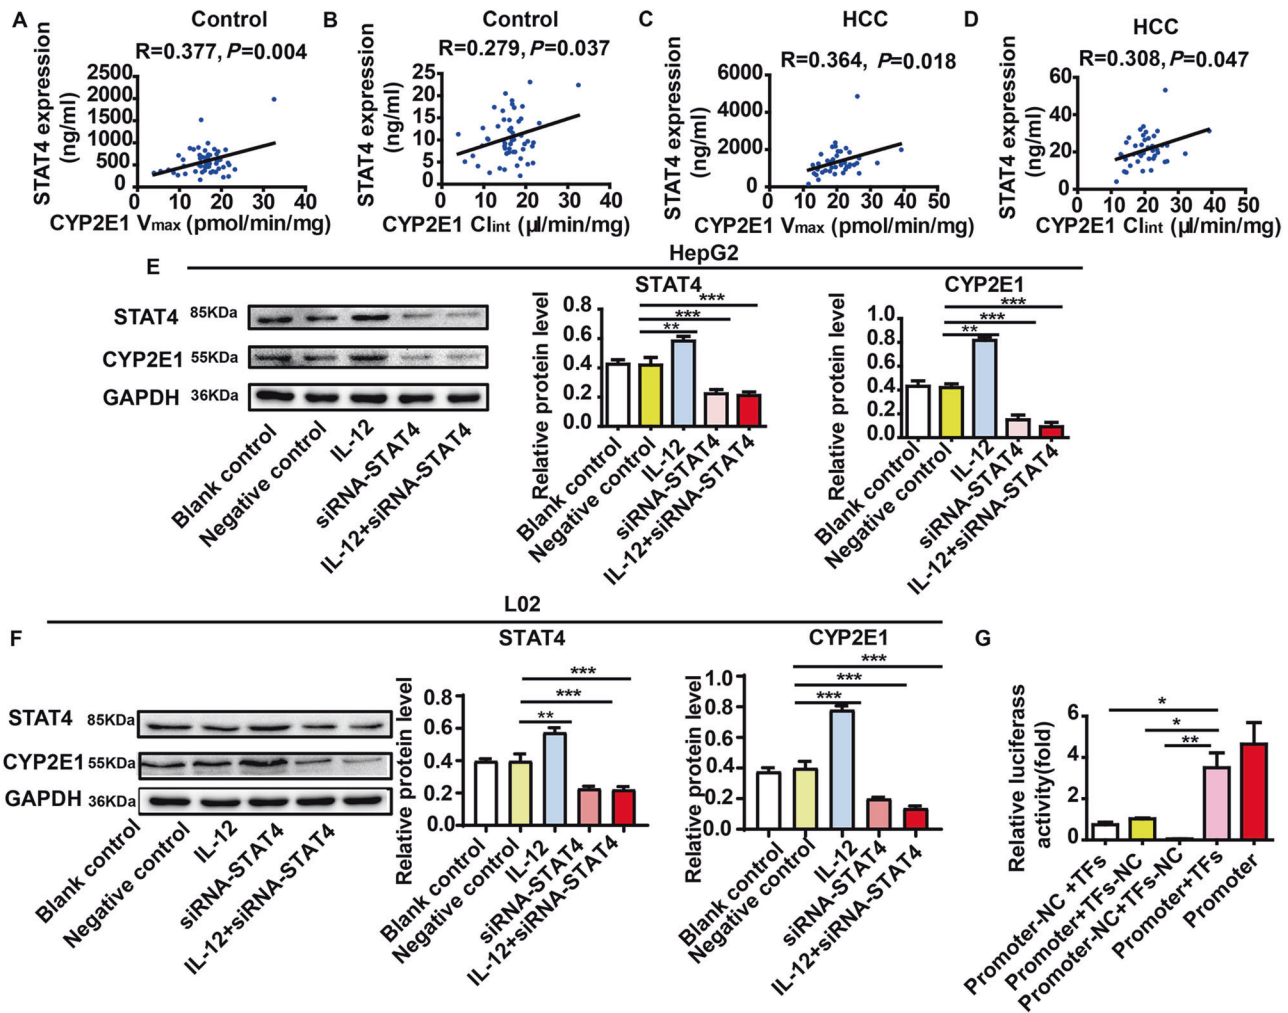 A
Control
R=0.377, P=0.004
STAT4 expression
(ng/ml)
2500
2000
1500
1000
500
0
0 10 20 30 40
CYP2E1 Vmax (pmol/min/mg)
B
Control
R=0.279, P=0.037
STAT4 expression
(ng/ml)
25
20
15
10
5
0
0 10 20 30 40
CYP2E1 Clint (µl/min/mg)
C
HCC
R=0.364, P=0.018
STAT4 expression
(ng/ml)
6000
4000
2000
0
0 10 20 30 40 50
CYP2E1 Vmax (pmol/min/mg)
D
HCC
R=0.308, P=0.047
STAT4 expression
(ng/ml)
60
40
20
0
0 10 20 30 40 50
CYP2E1 Clint (µl/min/mg)
E
HepG2
STAT4 85KDa
CYP2E1 55KDa
GAPDH 36KDa
Blank control
Negative control
IL-12
siRNA-STAT4
IL-12+siRNA-STAT4
STAT4
***
***
**
Relative protein level
0.8
0.6
0.4
0.2
0.0
Blank control
Negative control
IL-12
siRNA-STAT4
IL-12+siRNA-STAT4
CYP2E1
***
***
**
Relative protein level
1.0
0.8
0.6
0.4
0.2
0.0
Blank control
Negative control
IL-12
siRNA-STAT4
IL-12+siRNA-STAT4
L02
F
STAT4 85KDa
CYP2E1 55KDa
GAPDH 36KDa
Blank control
Negative control
IL-12
siRNA-STAT4
IL-12+siRNA-STAT4
STAT4
***
***
**
Relative protein level
0.8
0.6
0.4
0.2
0.0
Blank control
Negative control
IL-12
siRNA-STAT4
IL-12+siRNA-STAT4
CYP2E1
***
***
***
Relative protein level
1.0
0.8
0.6
0.4
0.2
0.0
Blank control
Negative control
IL-12
siRNA-STAT4
IL-12+siRNA-STAT4
G
*
*
**
Relative luciferass
activity(fold)
6
4
2
0
Promoter-NC +TFs
Promoter+TFs-NC
Promoter-NC+TFs-NC
Promoter+TFs
Promoter